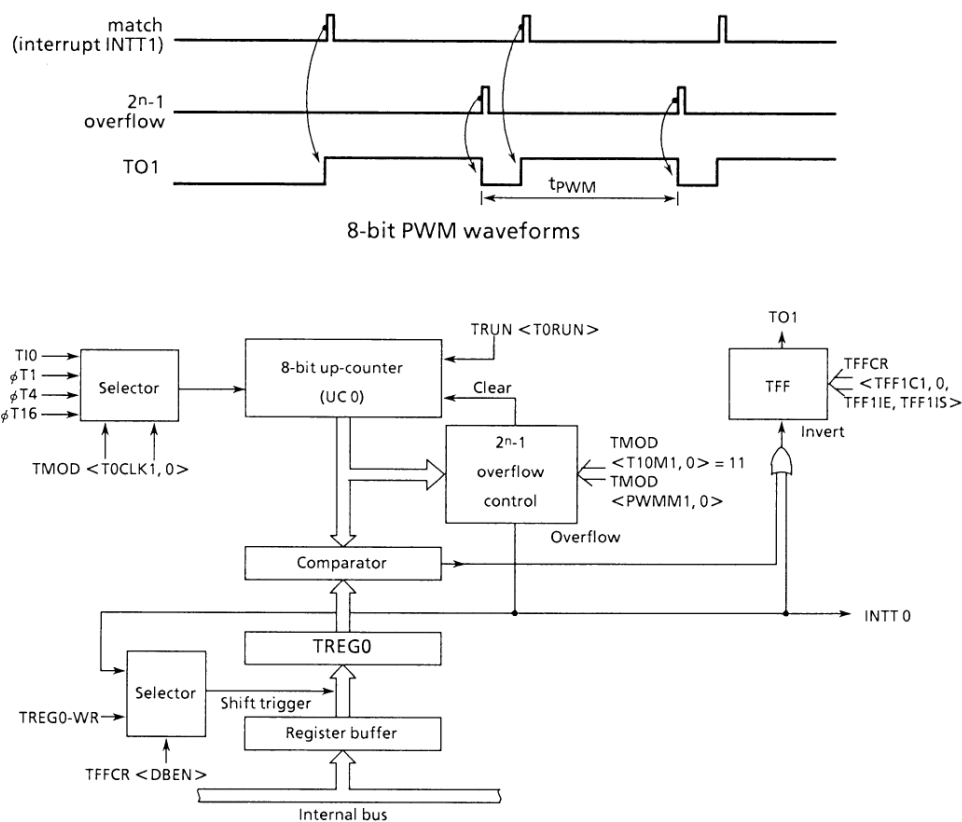 match
(interrupt INTT1)
2n-1
overflow
TO1
tPWM
8-bit PWM waveforms
TRUN <T0RUN>
TO1
TI0
φT1
φT4
φT16
Selector
8-bit up-counter
(UC 0)
Clear
TFF
TFFCR
<TFF1C1, 0,
TFF1IE, TFF1IS>
Invert
TMOD <T0CLK1, 0>
2n-1
overflow
control
TMOD
<T10M1, 0> = 11
TMOD
<PWMM1, 0>
Overflow
Comparator
INTT 0
TREG0
Selector
Shift trigger
TREG0-WR
Register buffer
TFFCR <DBEN>
Internal bus